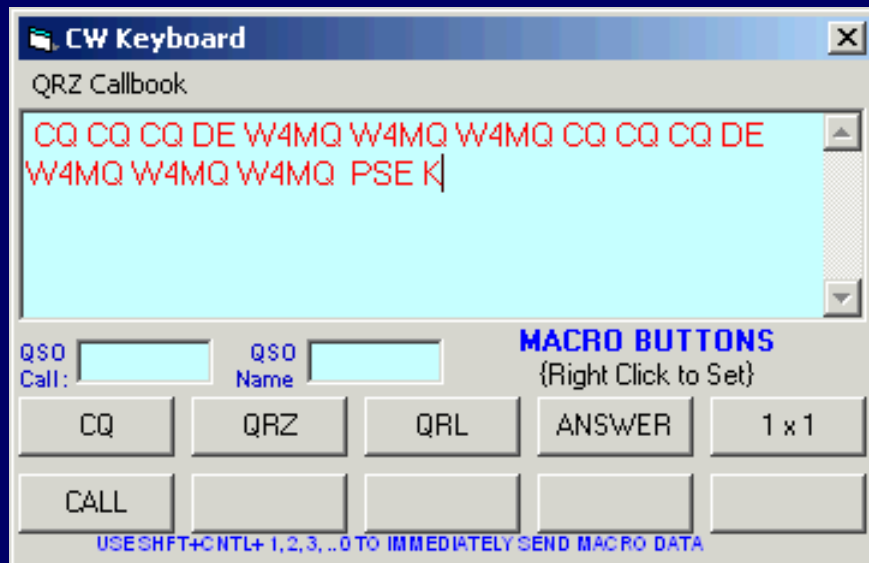 CW Keyboard
QRZ Callbook
CQ CQ CQ DE W4MQ W4MQ W4MQ CQ CQ CQ DE
W4MQ W4MQ W4MQ  PSE K
QSO Call:
QSO Name
MACRO BUTTONS
{Right Click to Set}
CQ
QRZ
QRL
ANSWER
1 x 1
CALL
USE SHFT+CNTL+ 1,2,3,..0 TO IMMEDIATELY SEND MACRO DATA